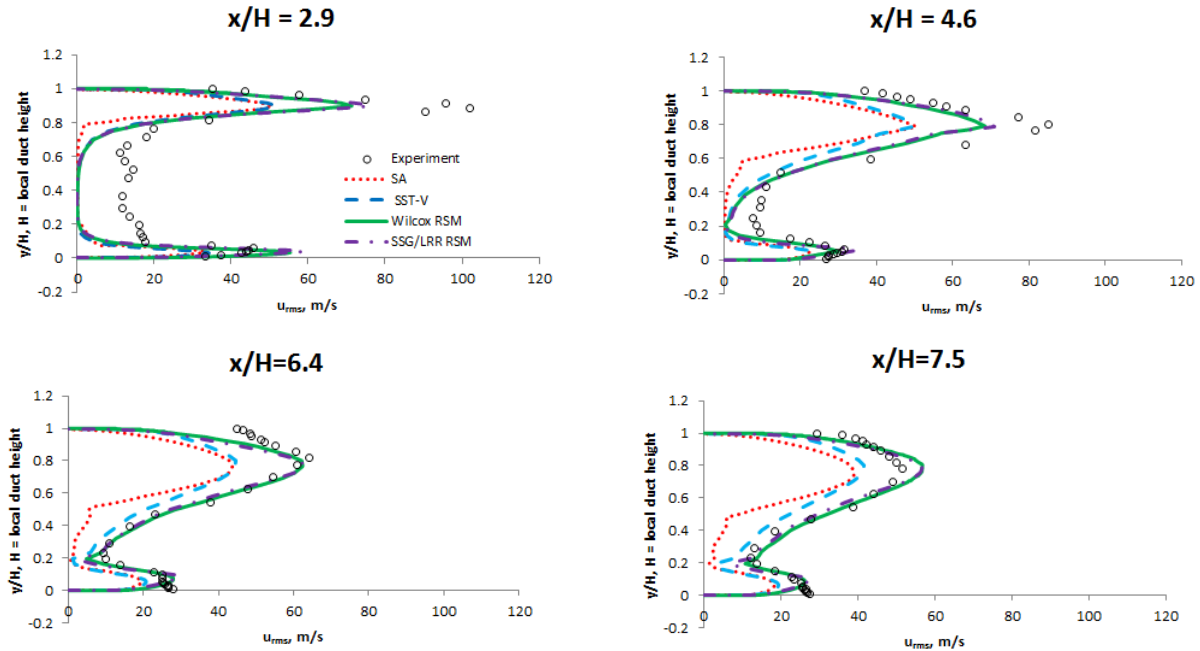 x/H = 2.9
1.2
1
0.8
0.6
0.4
0.2
0
-0.2
y/H, H = local duct height
0 20 40 60 80 100 120
u_rms, m/s
Experiment
SA
SST-V
Wilcox RSM
SSG/LRR RSM
x/H = 4.6
1.2
1
0.8
0.6
0.4
0.2
0
-0.2
y/H, H = local duct height
0 20 40 60 80 100 120
u_rms, m/s
x/H=6.4
1.2
1
0.8
0.6
0.4
0.2
0
-0.2
y/H, H = local duct height
0 20 40 60 80 100 120
u_rms, m/s
x/H=7.5
1.2
1
0.8
0.6
0.4
0.2
0
-0.2
y/H, H = local duct height
0 20 40 60 80 100 120
u_rms, m/s